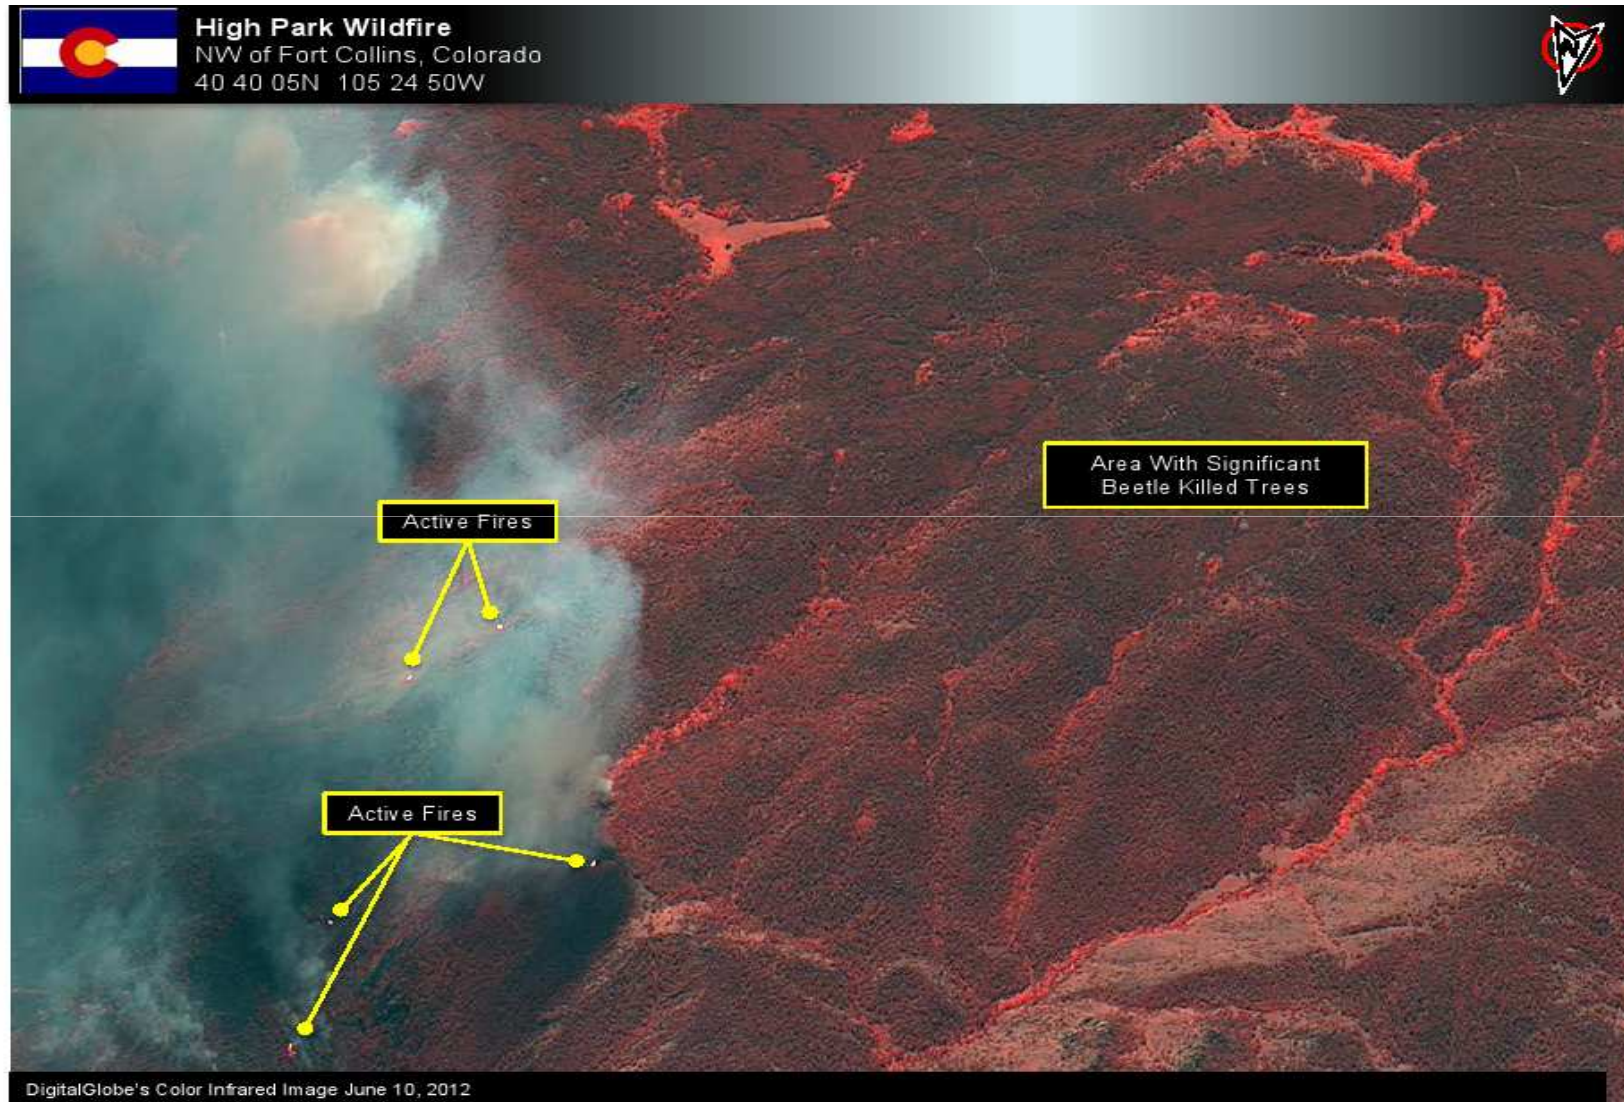 High Park Wildfire
NW of Fort Collins, Colorado
40 40 05N 105 24 50W
Area With Significant
Beetle Killed Trees
Active Fires
Active Fires
DigitalGlobe's Color Infrared Image June 10, 2012